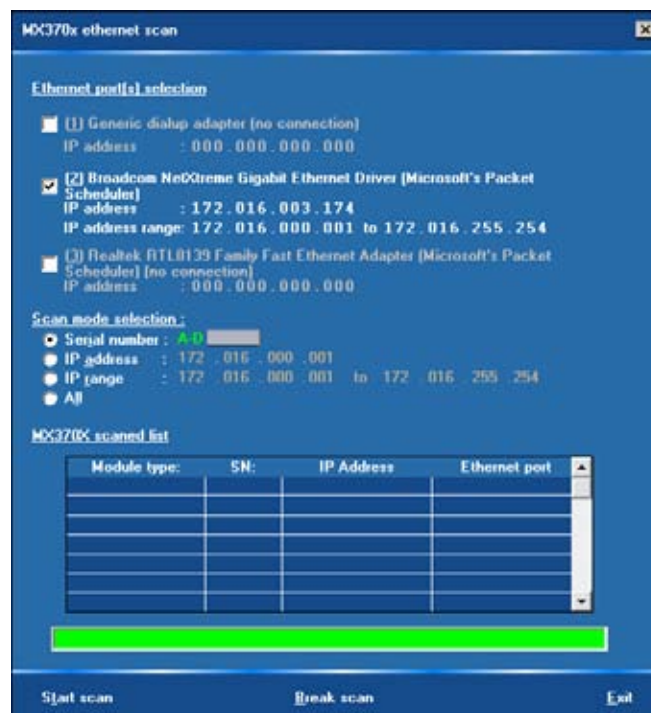 MX370x ethernet scan
Ethernet port(s) selection
(1) Generic dialup adapter (no connection)
IP address : 000.000.000.000
(2) Broadcom NetXtreme Gigabit Ethernet Driver (Microsoft's Packet
Scheduler)
IP address : 172.016.003.174
IP address range: 172.016.000.001 to 172.016.255.254
(3) Realtek RTL8139 Family Fast Ethernet Adapter (Microsoft's Packet
Scheduler) (no connection)
IP address : 000.000.000.000
Scan mode selection :
Serial number : A-D
IP address : 172 .016 .000 .001
IP range : 172 .016 .000 .001 to 172 .016 .255 .254
All
MX370X scaned list
Module type: SN: IP Address Ethernet port
Start scan Break scan Exit